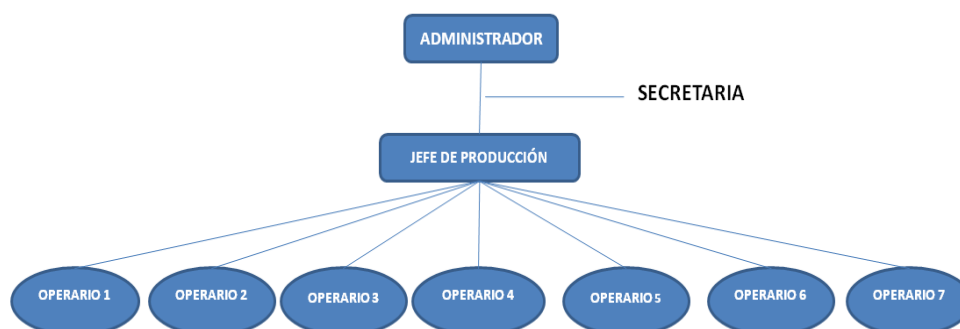 ADMINISTRADOR
SECRETARIA
JEFE DE PRODUCCIÓN
OPERARIO 1
OPERARIO 2
OPERARIO 3
OPERARIO 4
OPERARIO 5
OPERARIO 6
OPERARIO 7